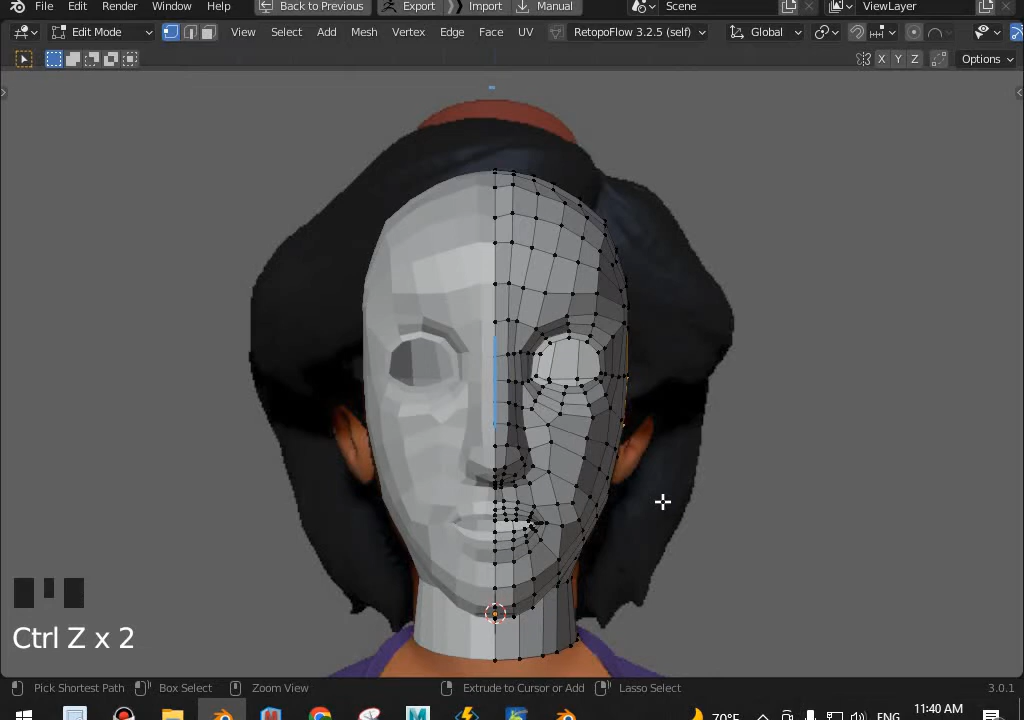 File Edit Render Window Help Back to Previous Export Import Manual Scene ViewLayer
Edit Mode View Select Add Mesh Vertex Edge Face UV RetopoFlow 3.2.5 (self) Global
X Y Z Options
Ctrl Z x 2
Pick Shortest Path Box Select Zoom View Extrude to Cursor or Add Lasso Select 3.0.1
70°F ENG 11:40 AM